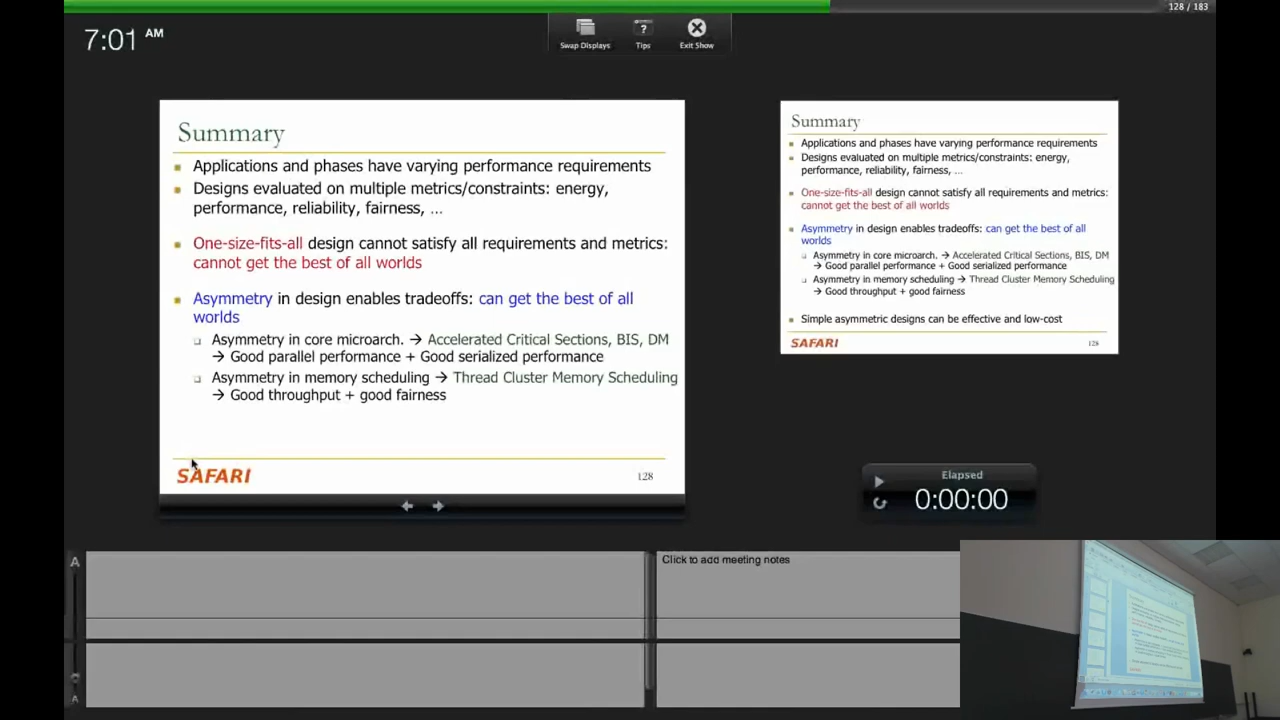 128 / 183
7:01 AM
Swap Displays
Tips
Exit Show
Summary
Applications and phases have varying performance requirements
Designs evaluated on multiple metrics/constraints: energy,
performance, reliability, fairness, …
One-size-fits-all design cannot satisfy all requirements and metrics:
cannot get the best of all worlds
Asymmetry in design enables tradeoffs: can get the best of all
worlds
Asymmetry in core microarch. → Accelerated Critical Sections, BIS, DM
→ Good parallel performance + Good serialized performance
Asymmetry in memory scheduling → Thread Cluster Memory Scheduling
→ Good throughput + good fairness
SAFARI
128
Summary
Applications and phases have varying performance requirements
Designs evaluated on multiple metrics/constraints: energy,
performance, reliability, fairness, …
One-size-fits-all design cannot satisfy all requirements and metrics:
cannot get the best of all worlds
Asymmetry in design enables tradeoffs: can get the best of all
worlds
Asymmetry in core microarch. → Accelerated Critical Sections, BIS, DM
→ Good parallel performance + Good serialized performance
Asymmetry in memory scheduling → Thread Cluster Memory Scheduling
→ Good throughput + good fairness
Simple asymmetric designs can be effective and low-cost
SAFARI
128
Elapsed
0:00:00
A
Click to add meeting notes
A